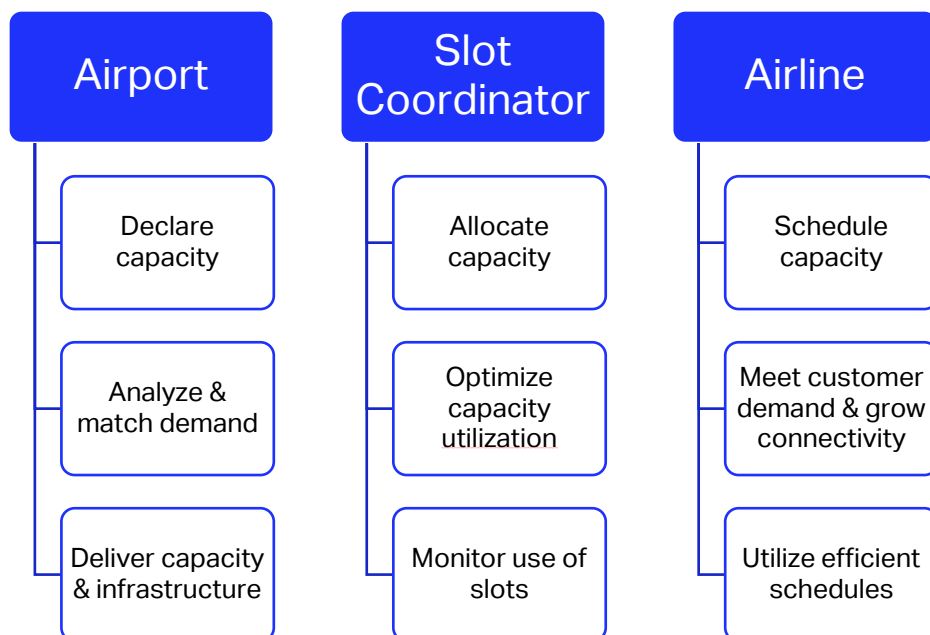 Airport
Declare
capacity
Analyze &
match demand
Deliver capacity
& infrastructure
Slot
Coordinator
Allocate
capacity
Optimize
capacity
utilization
Monitor use of
slots
Airline
Schedule
capacity
Meet customer
demand & grow
connectivity
Utilize efficient
schedules